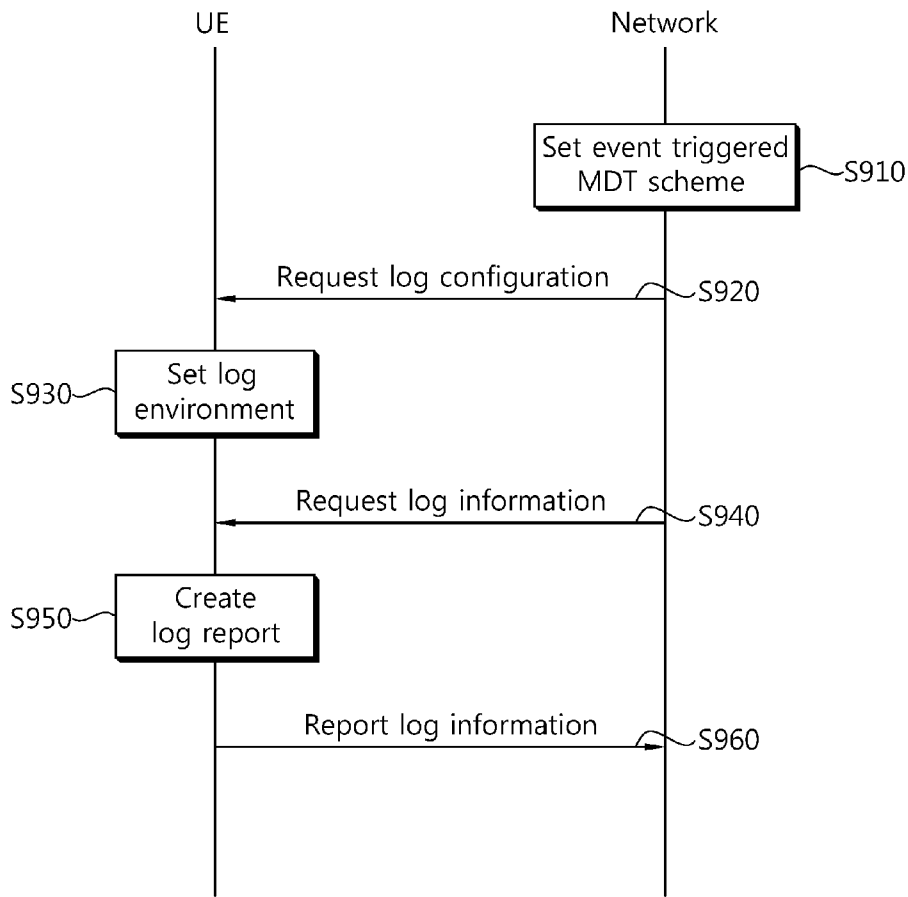 UE
Network
Set event triggered
MDT scheme
S910
Request log configuration
S920
Set log
environment
S930
Request log information
S940
Create
log report
S950
Report log information
S960